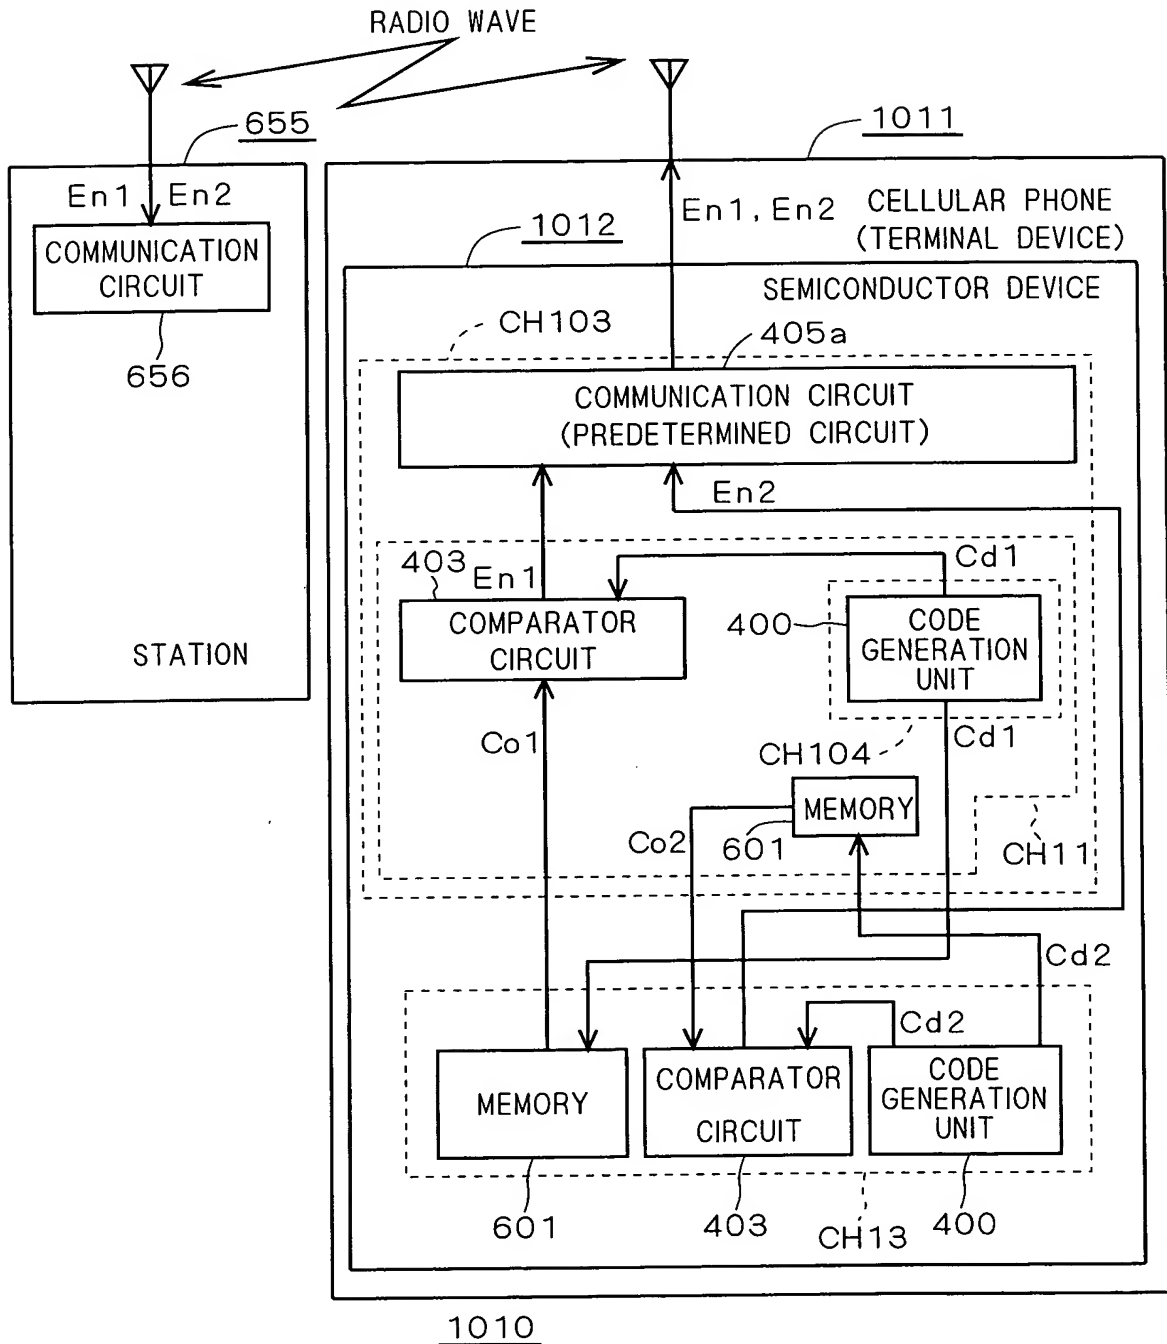 RADIO WAVE
655
1011
En1 En2
COMMUNICATION
CIRCUIT
656
STATION
En1, En2
CELLULAR PHONE
(TERMINAL DEVICE)
1012
SEMICONDUCTOR DEVICE
CH103
405a
COMMUNICATION CIRCUIT
(PREDETERMINED CIRCUIT)
En2
403
En1
Cd1
COMPARATOR
CIRCUIT
400
CODE
GENERATION
UNIT
Co1
Cd1
CH104
MEMORY
Co2
601
CH11
Cd2
Cd2
MEMORY
COMPARATOR
CIRCUIT
CODE
GENERATION
UNIT
601
403
CH13
400
1010